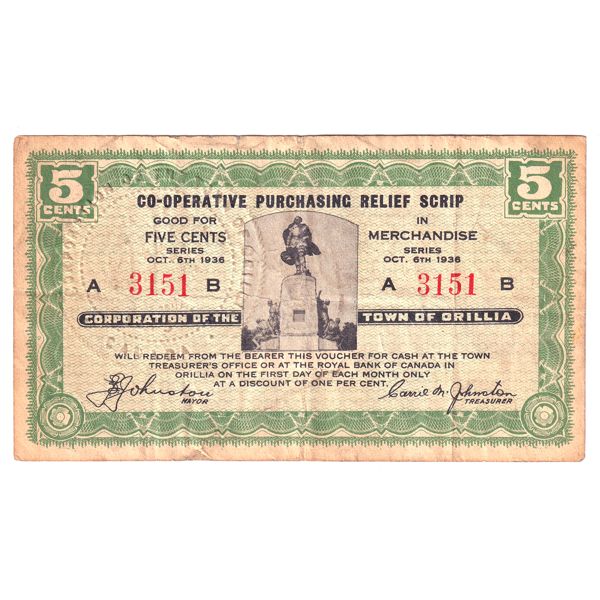 5 CENTS
5 CENTS
CO-OPERATIVE PURCHASING RELIEF SCRIP
GOOD FOR
FIVE CENTS
SERIES
OCT. 6TH 1936
A 3151 B
IN
MERCHANDISE
SERIES
OCT. 6TH 1936
A 3151 B
CORPORATION OF THE TOWN OF ORILLIA
WILL REDEEM FROM THE BEARER THIS VOUCHER FOR CASH AT THE TOWN
TREASURER'S OFFICE OR AT THE ROYAL BANK OF CANADA IN
ORILLIA ON THE FIRST DAY OF EACH MONTH ONLY
AT A DISCOUNT OF ONE PER CENT.
Johnston
MAYOR
Carrie M. Johnston
TREASURER